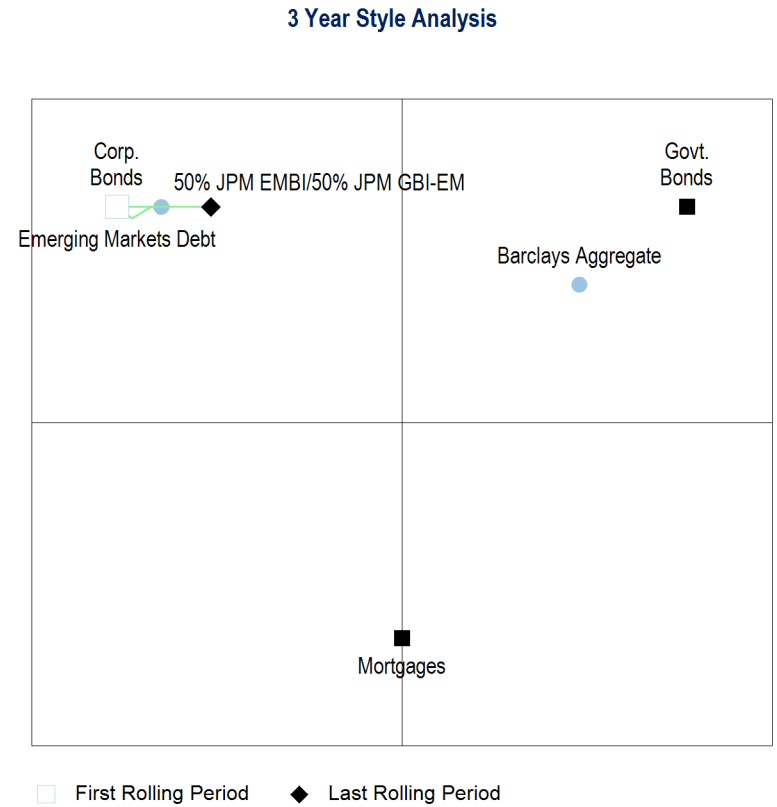 3 Year Style Analysis
Corp.
Bonds
Govt.
Bonds
50% JPM EMBI/50% JPM GBI-EM
Emerging Markets Debt
Barclays Aggregate
Mortgages
First Rolling Period
Last Rolling Period